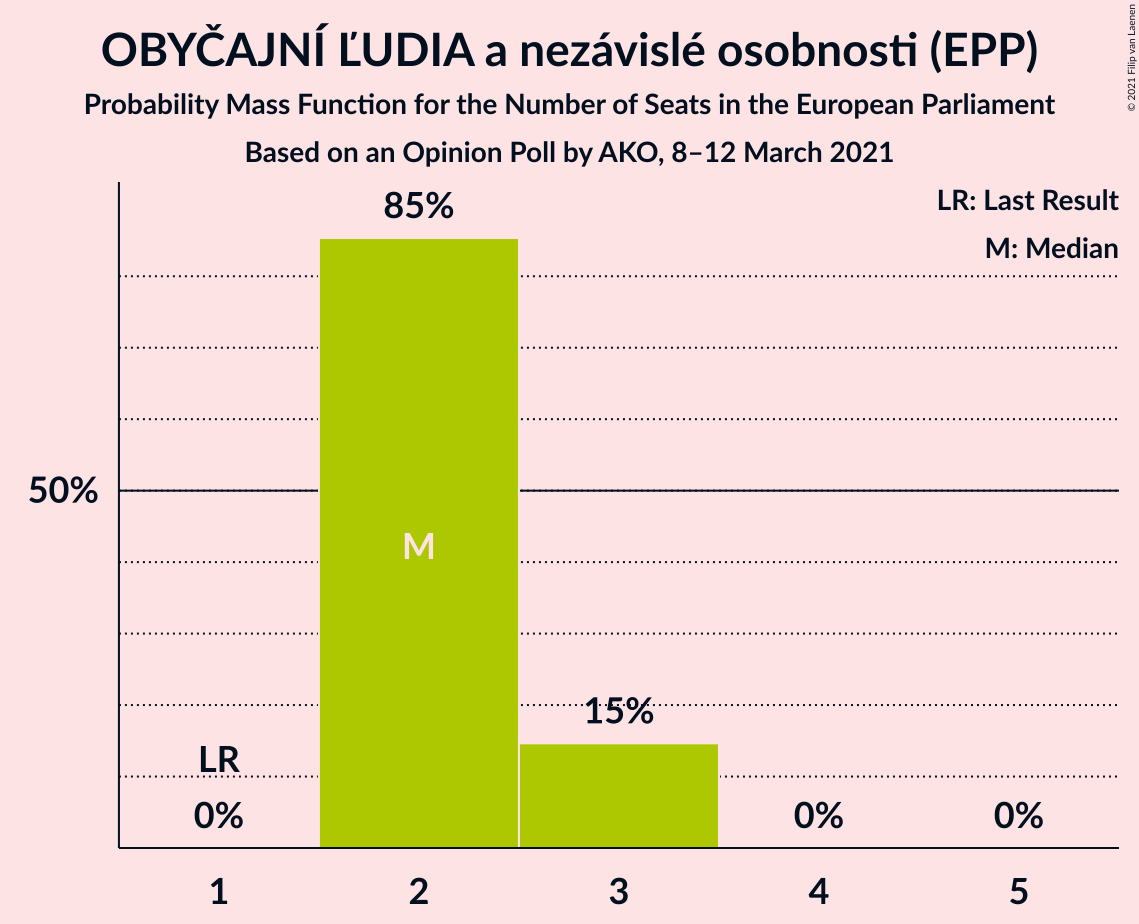 OBYČAJNÍ ĽUDIA a nezávislé osobnosti (EPP)
Probability Mass Function for the Number of Seats in the European Parliament
Based on an Opinion Poll by AKO, 8–12 March 2021
© 2021 Filip van Laenen
LR: Last Result
M: Median
85%
50%
M
15%
LR
0%
0%
0%
1
2
3
4
5